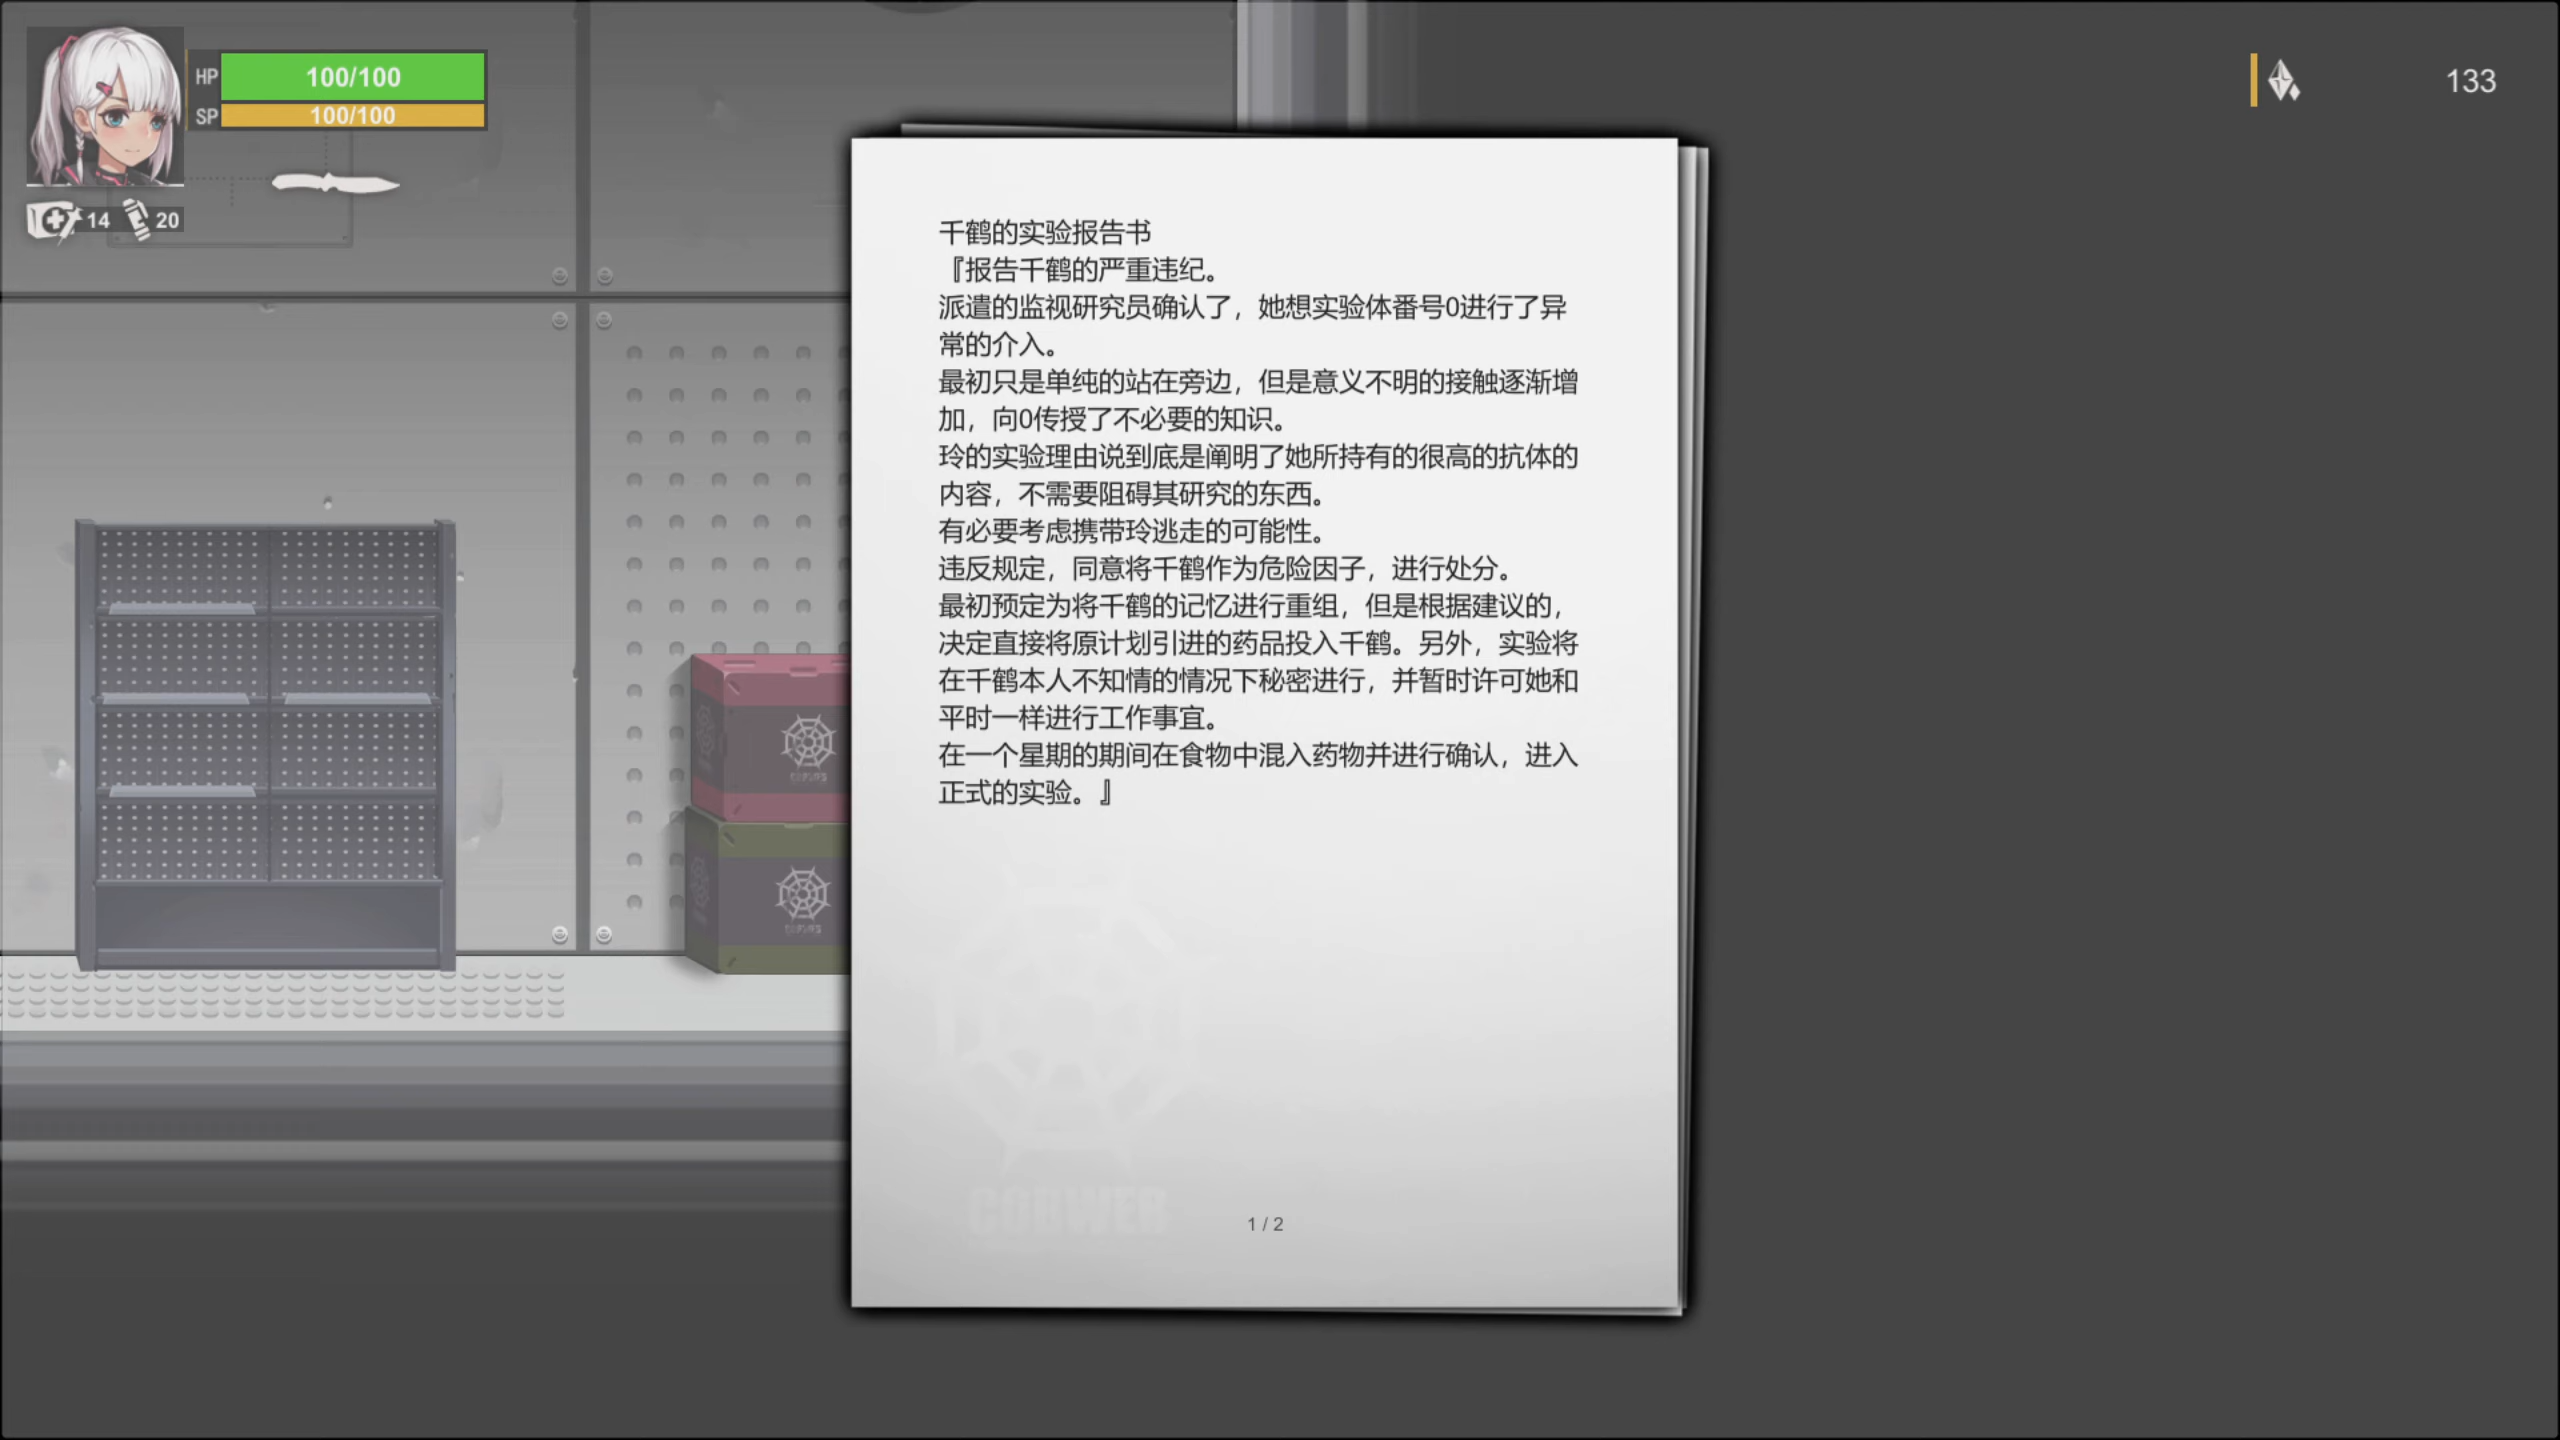 HP 100/100
SP 100/100
14 20
133
千鹤的实验报告书
『报告千鹤的严重违纪。
派遣的监视研究员确认了，她想实验体番号0进行了异
常的介入。
最初只是单纯的站在旁边，但是意义不明的接触逐渐增
加，向0传授了不必要的知识。
玲的实验理由说到底是阐明了她所持有的很高的抗体的
内容，不需要阻碍其研究的东西。
有必要考虑携带玲逃走的可能性。
违反规定，同意将千鹤作为危险因子，进行处分。
最初预定为将千鹤的记忆进行重组，但是根据建议的，
决定直接将原计划引进的药品投入千鹤。另外，实验将
在千鹤本人不知情的情况下秘密进行，并暂时许可她和
平时一样进行工作事宜。
在一个星期的期间在食物中混入药物并进行确认，进入
正式的实验。』
COBWEB
1 / 2